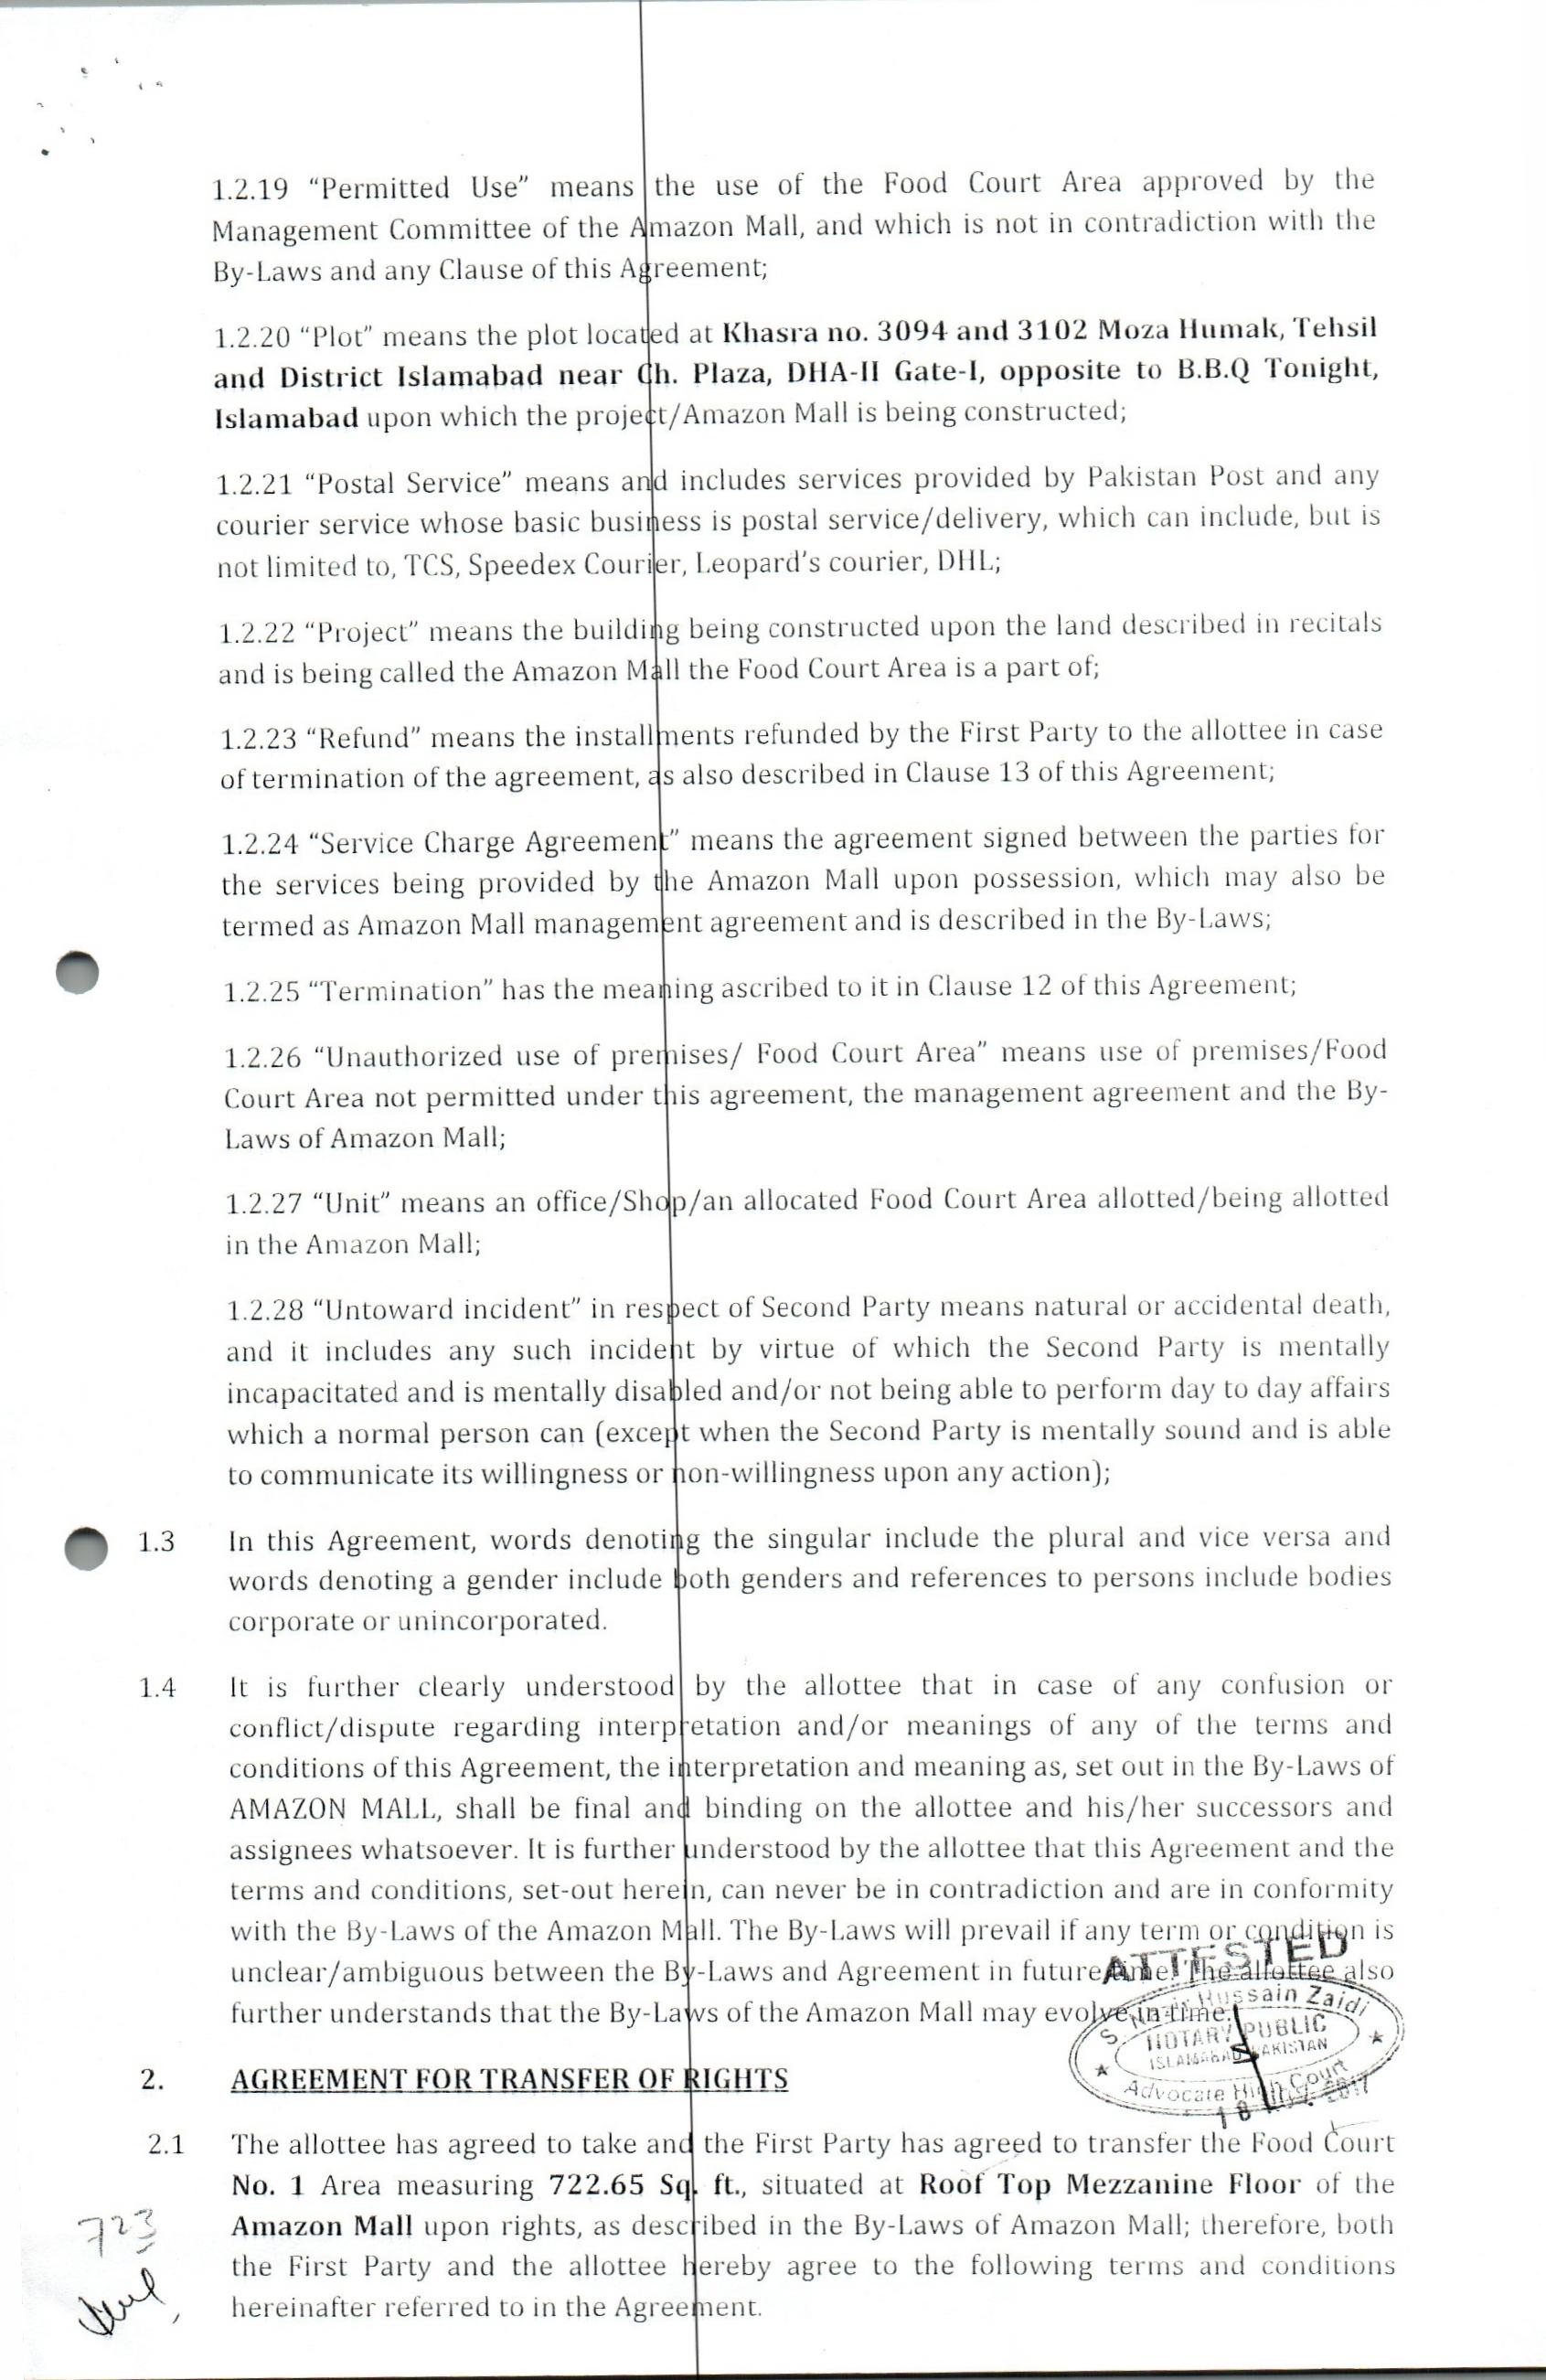 1.2.19 “Permitted Use” means the use of the Food Court Area approved by the
Management Committee of the Amazon Mall, and which is not in contradiction with the
By-Laws and any Clause of this Agreement;
1.2.20 “Plot” means the plot located at Khasra no. 3094 and 3102 Moza Humak, Tehsil
and District Islamabad near Ch. Plaza, DHA-II Gate-I, opposite to B.B.Q Tonight,
Islamabad upon which the project/Amazon Mall is being constructed;
1.2.21 “Postal Service” means and includes services provided by Pakistan Post and any
courier service whose basic business is postal service/delivery, which can include, but is
not limited to, TCS, Speedex Courier, Leopard's courier, DHL;
1.2.22 “Project” means the building being constructed upon the land described in recitals
and is being called the Amazon Mall the Food Court Area is a part of;
1.2.23 “Refund” means the installments refunded by the First Party to the allottee in case
of termination of the agreement, as also described in Clause 13 of this Agreement;
1.2.24 “Service Charge Agreement” means the agreement signed between the parties for
the services being provided by the Amazon Mall upon possession, which may also be
termed as Amazon Mall management agreement and is described in the By-Laws;
1.2.25 “Termination” has the meaning ascribed to it in Clause 12 of this Agreement;
1.2.26 “Unauthorized use of premises/ Food Court Area” means use of premises/Food
Court Area not permitted under this agreement, the management agreement and the By-
Laws of Amazon Mall;
1.2.27 “Unit” means an office/Shop/an allocated Food Court Area allotted/being allotted
in the Amazon Mall;
1.2.28 “Untoward incident” in respect of Second Party means natural or accidental death,
and it includes any such incident by virtue of which the Second Party is mentally
incapacitated and is mentally disabled and/or not being able to perform day to day affairs
which a normal person can (except when the Second Party is mentally sound and is able
to communicate its willingness or non-willingness upon any action);
1.3 In this Agreement, words denoting the singular include the plural and vice versa and
words denoting a gender include both genders and references to persons include bodies
corporate or unincorporated.
1.4 It is further clearly understood by the allottee that in case of any confusion or
conflict/dispute regarding interpretation and/or meanings of any of the terms and
conditions of this Agreement, the interpretation and meaning as, set out in the By-Laws of
AMAZON MALL, shall be final and binding on the allottee and his/her successors and
assignees whatsoever. It is further understood by the allottee that this Agreement and the
terms and conditions, set-out herein, can never be in contradiction and are in conformity
with the By-Laws of the Amazon Mall. The By-Laws will prevail if any term or condition is
unclear/ambiguous between the By-Laws and Agreement in future time. The allottee also
further understands that the By-Laws of the Amazon Mall may evolve in time.
ATTESTED
Hussain Zaidi
NOTARY PUBLIC
ISLAMABAD PAKISTAN
Advocate High Court
2. AGREEMENT FOR TRANSFER OF RIGHTS
2.1 The allottee has agreed to take and the First Party has agreed to transfer the Food Court
No. 1 Area measuring 722.65 Sq. ft., situated at Roof Top Mezzanine Floor of the
Amazon Mall upon rights, as described in the By-Laws of Amazon Mall; therefore, both
the First Party and the allottee hereby agree to the following terms and conditions
hereinafter referred to in the Agreement.
723